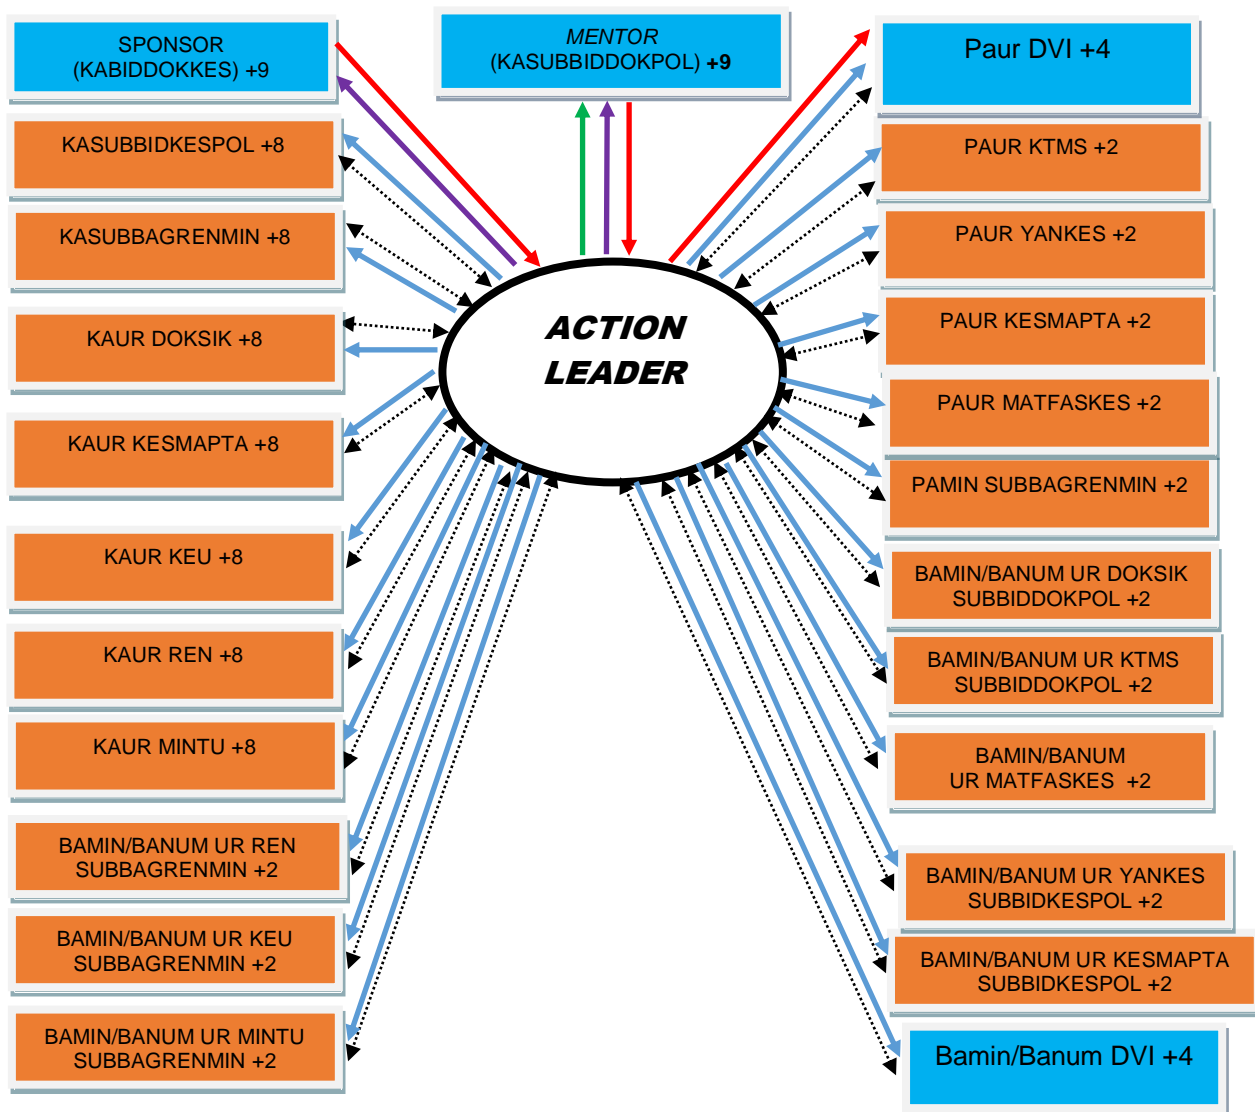 SPONSOR
(KABIDDOKKES) +9
KASUBBIDKESPOL +8
KASUBBAGRENMIN +8
KAUR DOKSIK +8
KAUR KESMAPTA +8
KAUR KEU +8
KAUR REN +8
KAUR MINTU +8
BAMIN/BANUM UR REN
SUBBAGRENMIN +2
BAMIN/BANUM UR KEU
SUBBAGRENMIN +2
BAMIN/BANUM UR MINTU
SUBBAGRENMIN +2
MENTOR
(KASUBBIDDOKPOL) +9
ACTION
LEADER
Paur DVI +4
PAUR KTMS +2
PAUR YANKES +2
PAUR KESMAPTA +2
PAUR MATFASKES +2
PAMIN SUBBAGRENMIN +2
BAMIN/BANUM UR DOKSIK
SUBBIDDOKPOL +2
BAMIN/BANUM UR KTMS
SUBBIDDOKPOL +2
BAMIN/BANUM
UR MATFASKES +2
BAMIN/BANUM UR YANKES
SUBBIDKESPOL +2
BAMIN/BANUM UR KESMAPTA
SUBBIDKESPOL +2
Bamin/Banum DVI +4